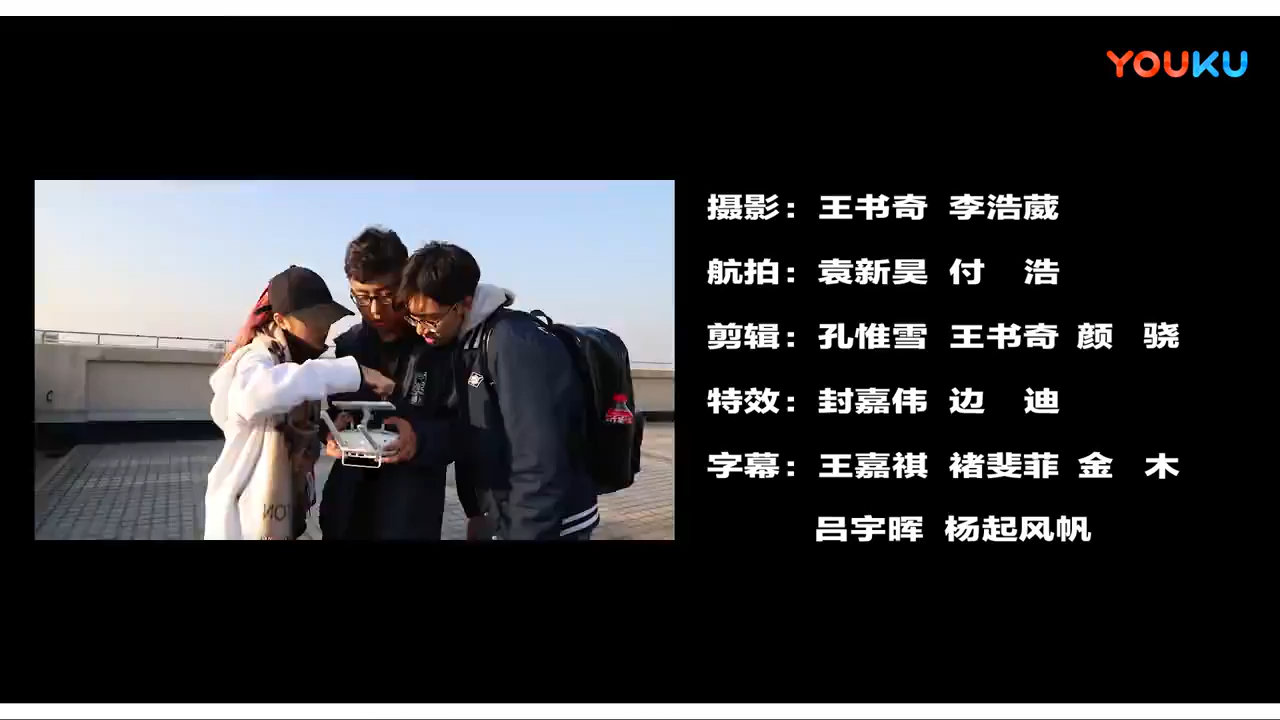 YOUKU
摄影：王书奇 李浩葳
航拍：袁新昊 付 浩
剪辑：孔惟雪 王书奇 颜 骁
特效：封嘉伟 边 迪
字幕：王嘉祺 褚斐菲 金 木
吕宇晖 杨起风帆